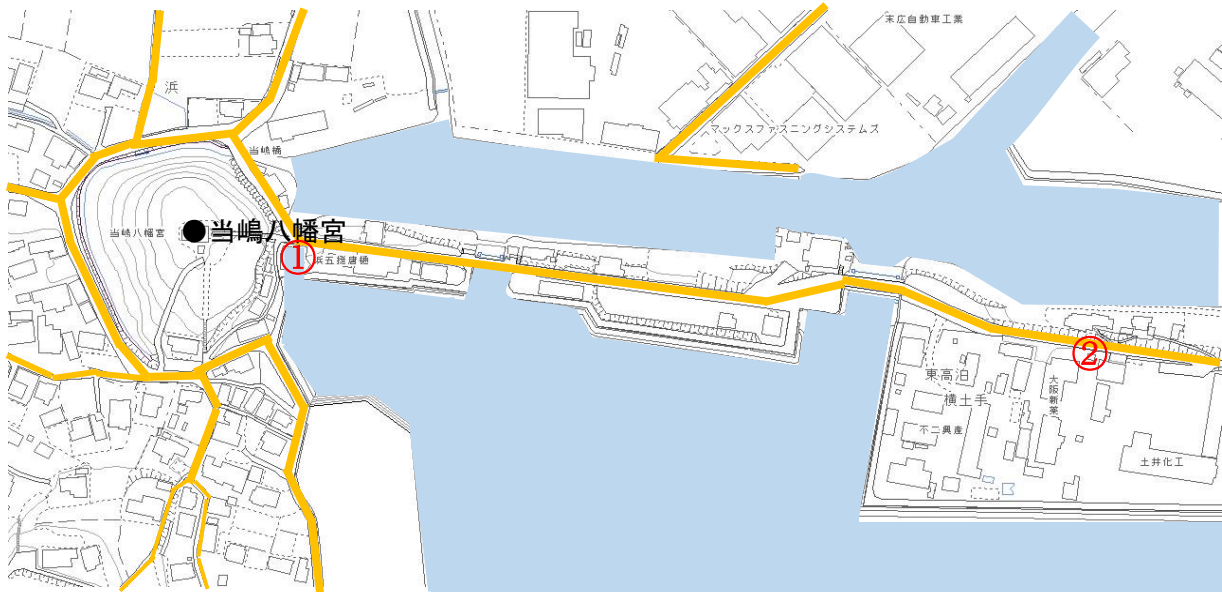 末広自動車工業
浜
マックスファスニングシステムズ
当嶋橋
当嶋八幡宮
●当嶋八幡宮
①
浜五挺唐樋
②
東高泊
横土手
大阪新薬
不二興産
土井化工